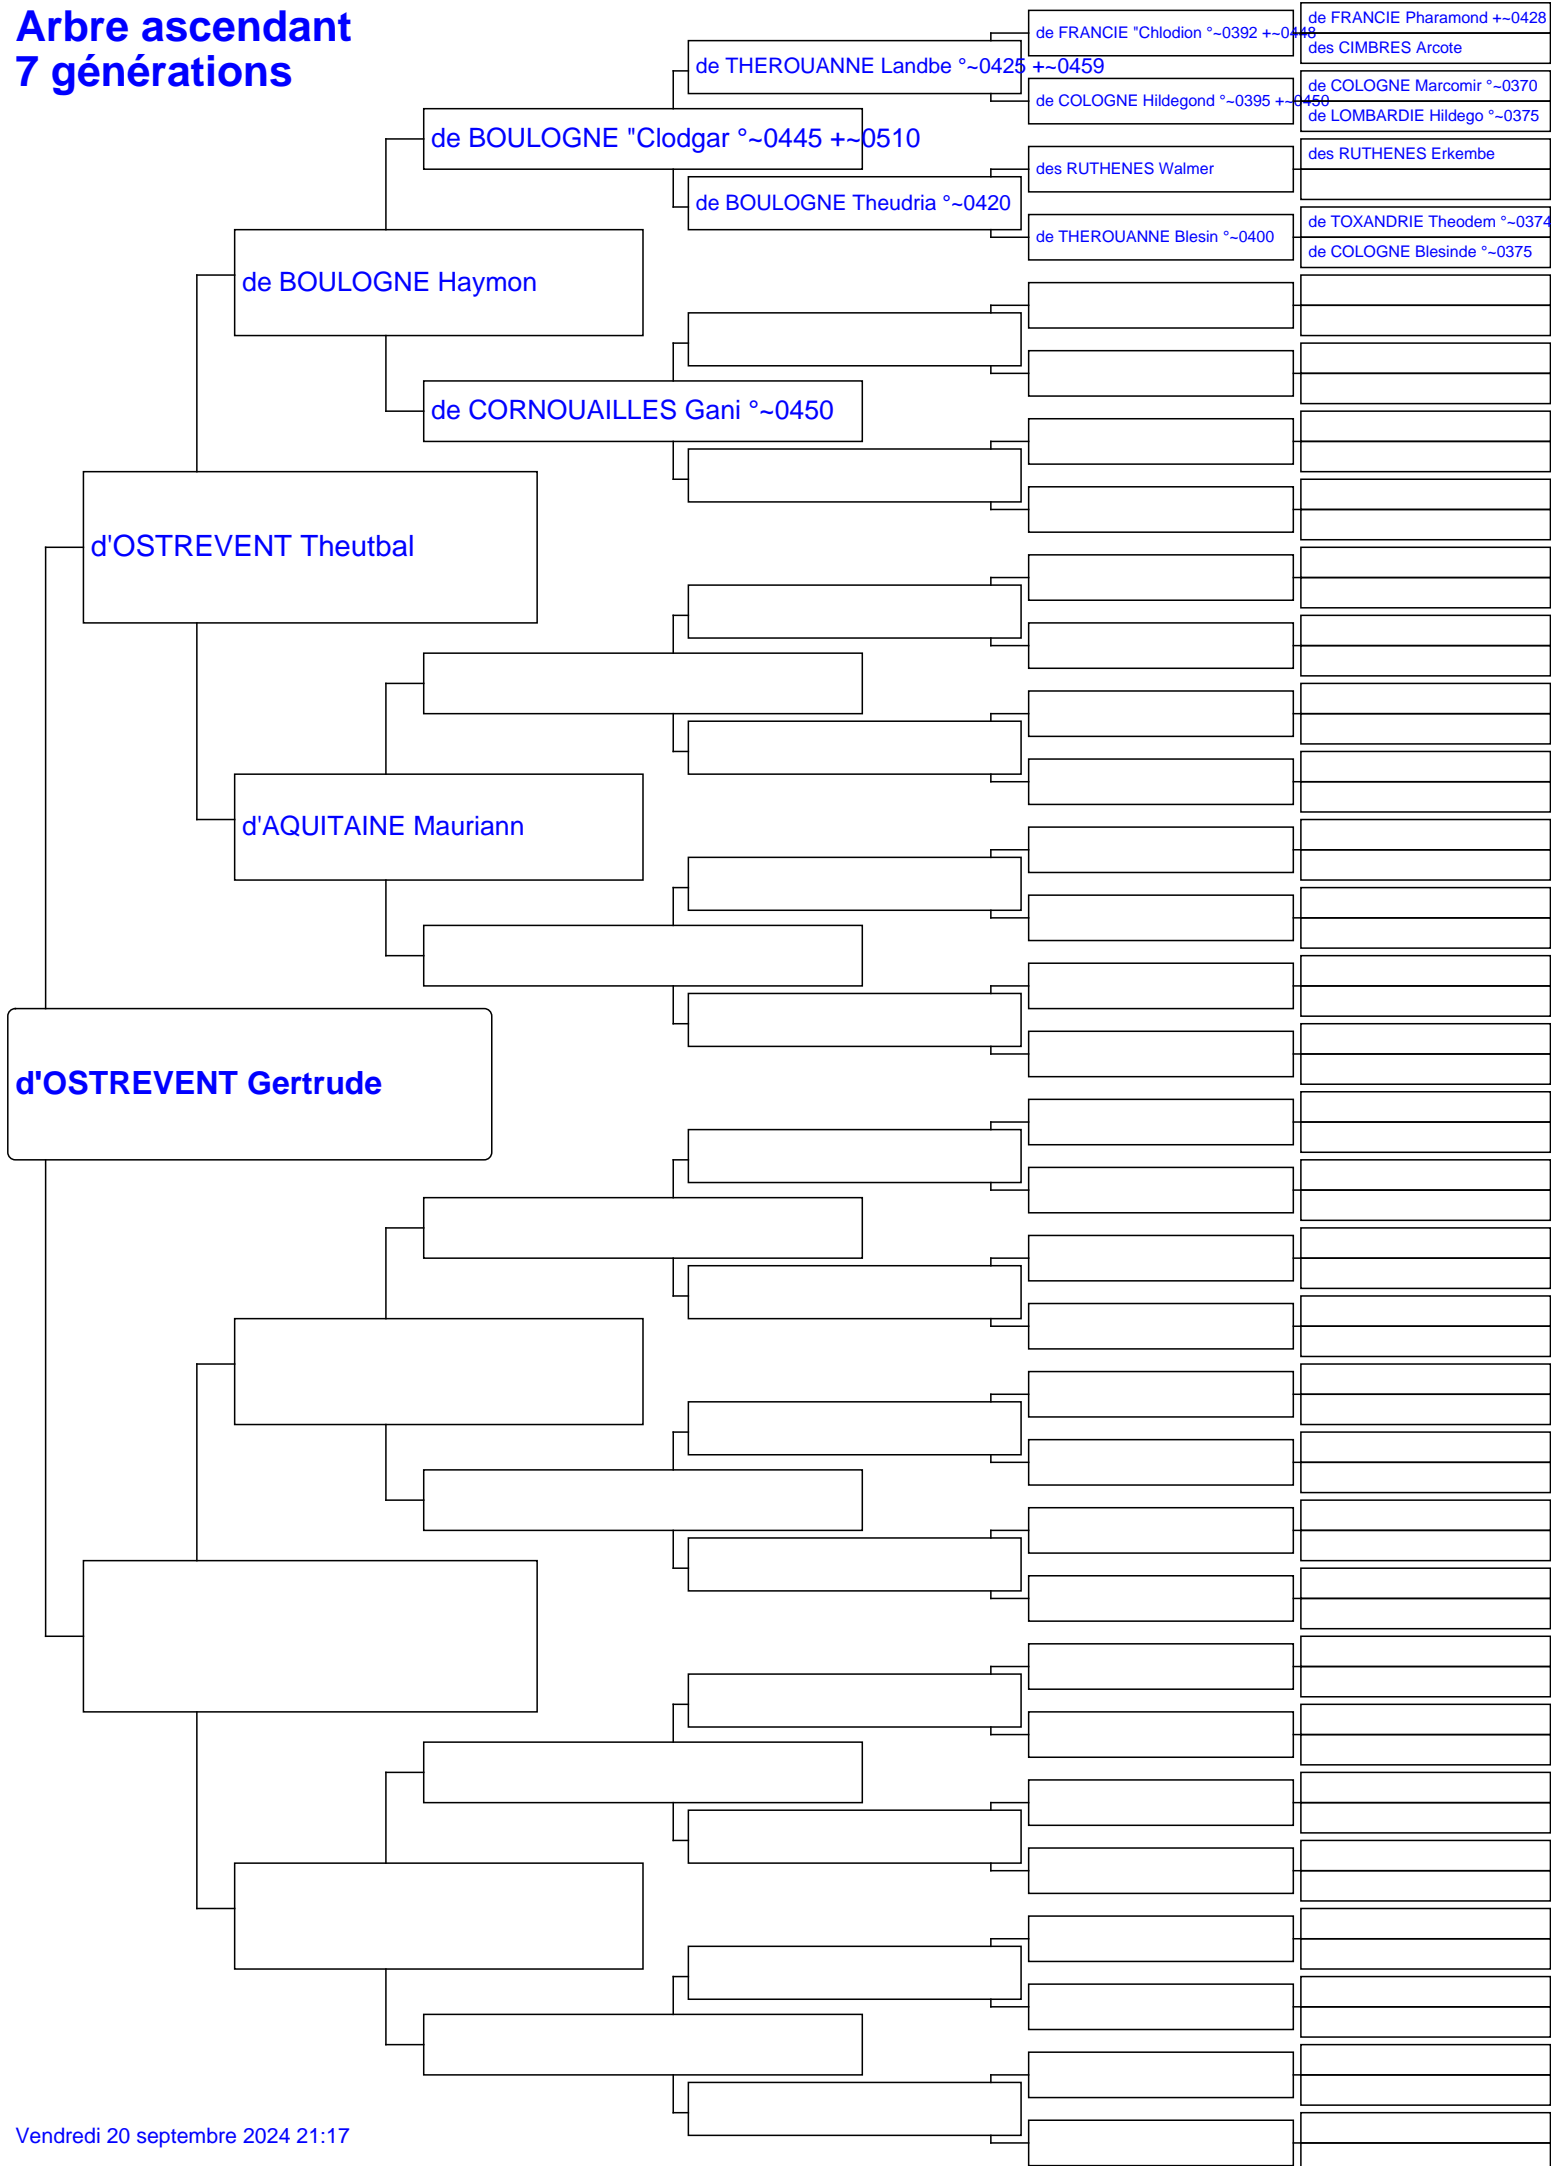 Arbre ascendant
7 générations
de FRANCIE Pharamond +~0428
de FRANCIE "Chlodion °~0392 +~0448
des CIMBRES Arcote
de THEROUANNE Landbe °~0425 +~0459
de COLOGNE Marcomir °~0370
de COLOGNE Hildegond °~0395 +~0450
de LOMBARDIE Hildego °~0375
de BOULOGNE "Clodgar °~0445 +~0510
des RUTHENES Erkembe
des RUTHENES Walmer
de BOULOGNE Theudria °~0420
de TOXANDRIE Theodem °~0374
de THEROUANNE Blesin °~0400
de COLOGNE Blesinde °~0375
de BOULOGNE Haymon
de CORNOUAILLES Gani °~0450
d'OSTREVENT Theutbal
d'AQUITAINE Mauriann
d'OSTREVENT Gertrude
Vendredi 20 septembre 2024 21:17